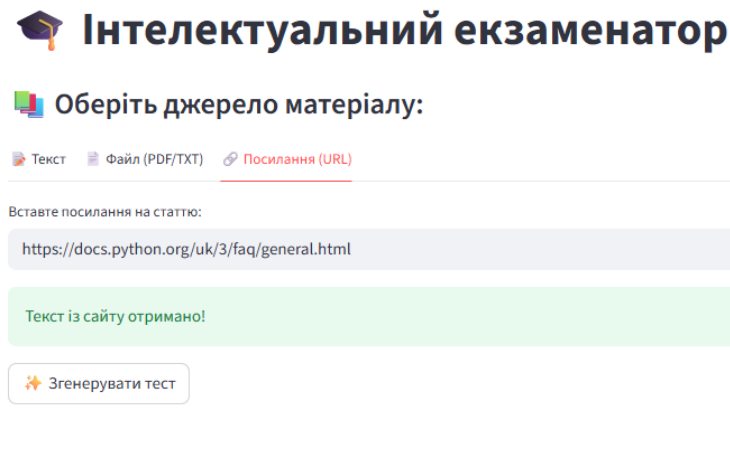 Інтелектуальний екзаменатор
Оберіть джерело матеріалу:
Текст Файл (PDF/TXT) Посилання (URL)
Вставте посилання на статтю:
https://docs.python.org/uk/3/faq/general.html
Текст із сайту отримано!
Згенерувати тест